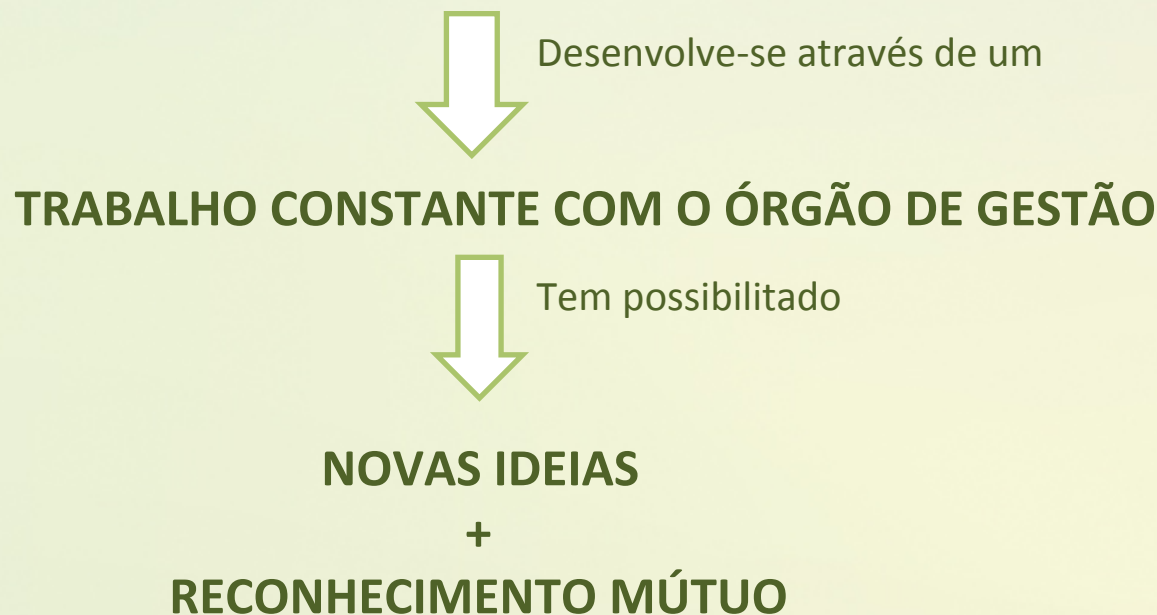 Desenvolve-se através de um
TRABALHO CONSTANTE COM O ÓRGÃO DE GESTÃO
Tem possibilitado
NOVAS IDEIAS
+
RECONHECIMENTO MÚTUO